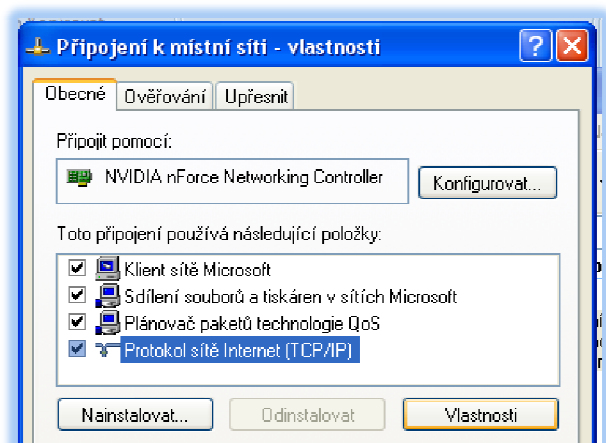 Připojení k místní síti - vlastnosti
Obecné Ověřování Upřesnit
Připojit pomocí:
NVIDIA nForce Networking Controller
Konfigurovat...
Toto připojení používá následující položky:
Klient sítě Microsoft
Sdílení souborů a tiskáren v sítích Microsoft
Plánovač paketů technologie QoS
Protokol sítě Internet (TCP/IP)
Nainstalovat... Odinstalovat Vlastnosti